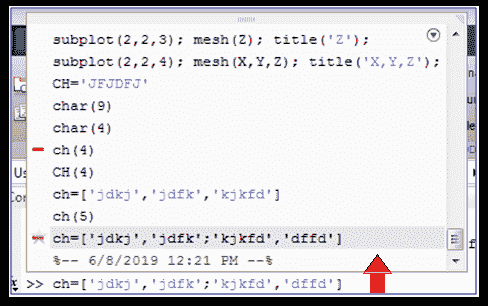 subplot(2,2,3); mesh(Z); title('Z');
subplot(2,2,4); mesh(X,Y,Z); title('X,Y,Z');
CH='JFJDFJ'
char(9)
char(4)
ch(4)
CH(4)
ch=['jdkj','jdfk','kjkfd']
ch(5)
ch=['jdkj','jdfk';'kjkfd','dffd']
%-- 6/8/2019 12:21 PM --%
>> ch=['jdkj','jdfk';'kjkfd','dffd']